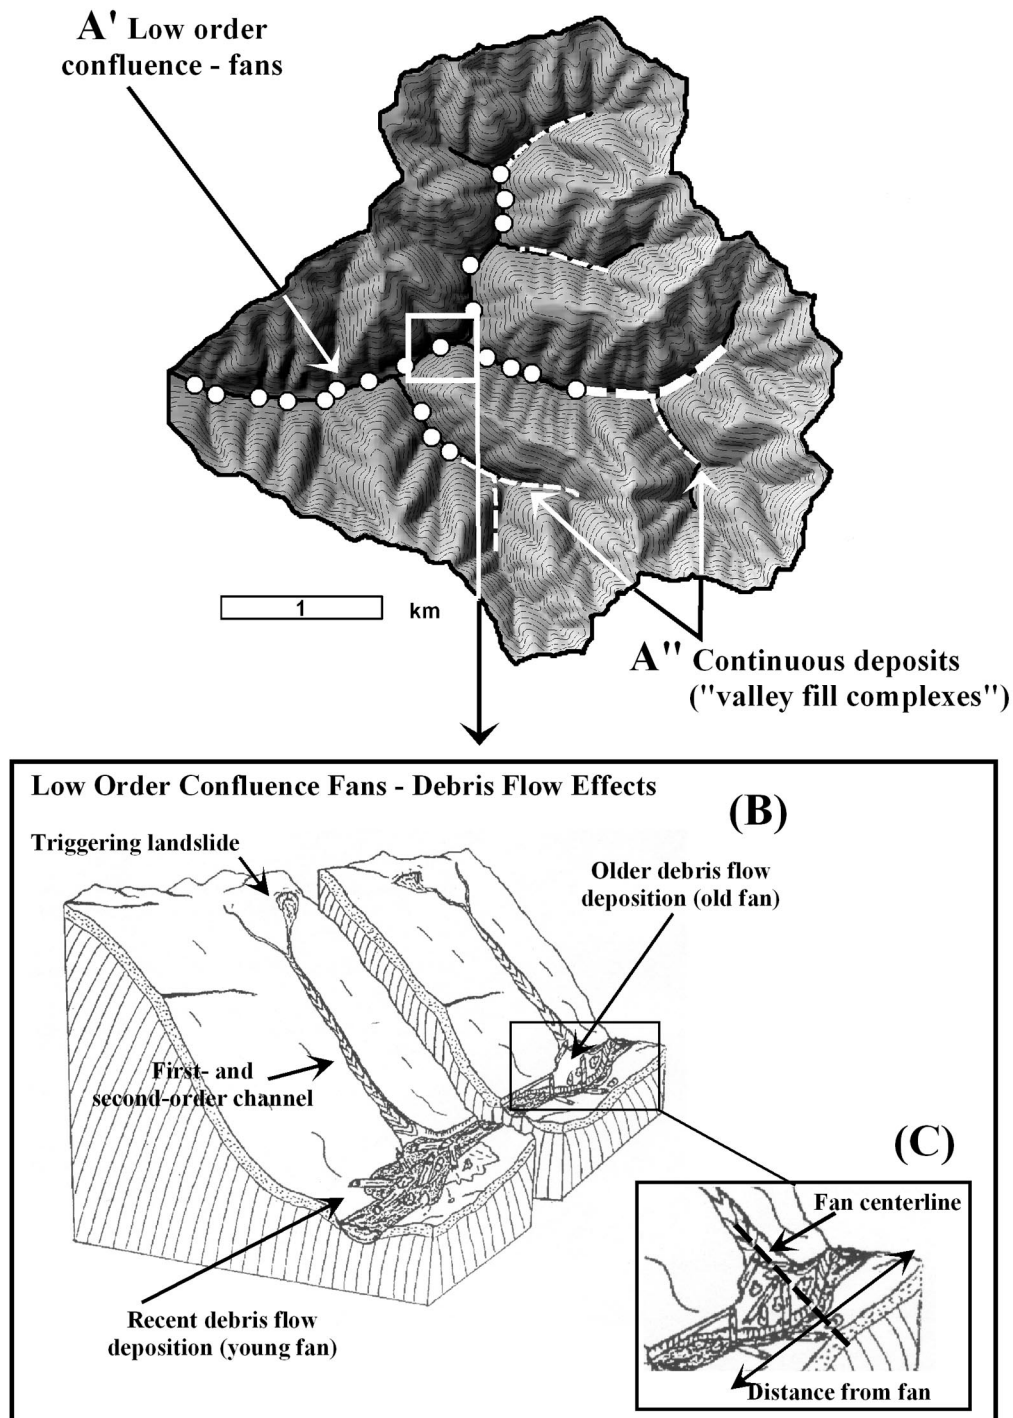 A' Low order
confluence - fans
1 km
A" Continuous deposits
("valley fill complexes")
Low Order Confluence Fans - Debris Flow Effects
(B)
Triggering landslide
Older debris flow
deposition (old fan)
First- and
second-order channel
(C)
Fan centerline
Recent debris flow
deposition (young fan)
Distance from fan